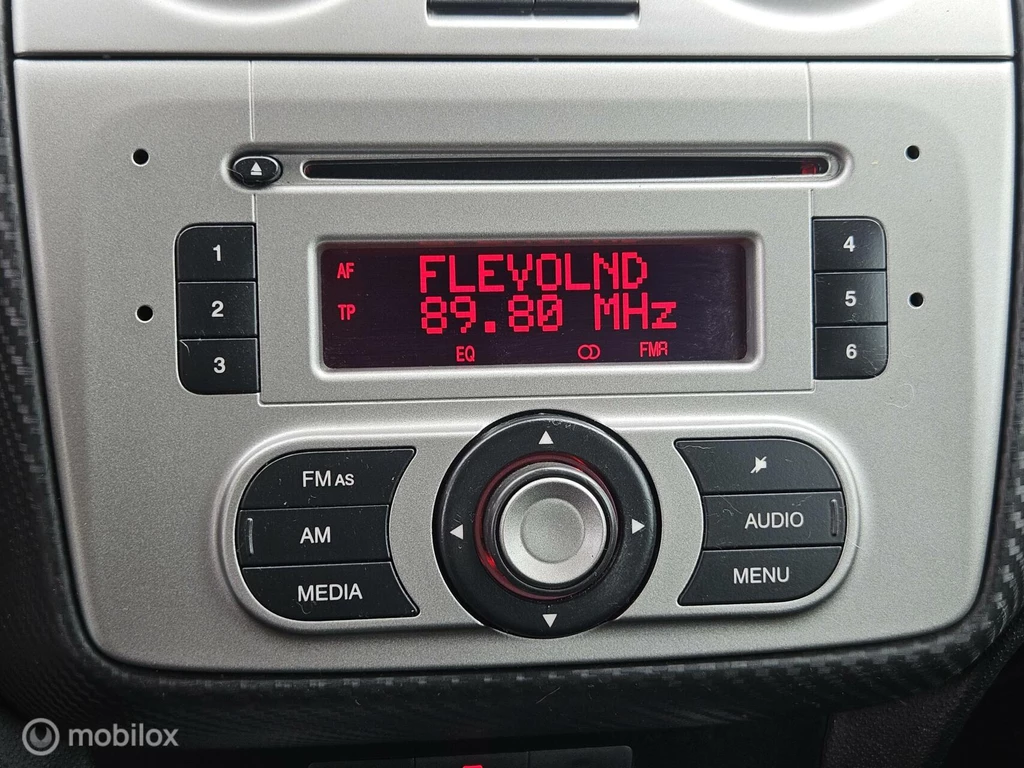 1
2
3
AF
FLEVOLND
TP
89.80 MHz
EQ
FMR
4
5
6
FM AS
AM
MEDIA
AUDIO
MENU
mobilox